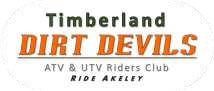 Timberland
DIRT DEVILS
ATV & UTV Riders Club
RIDE AKELEY